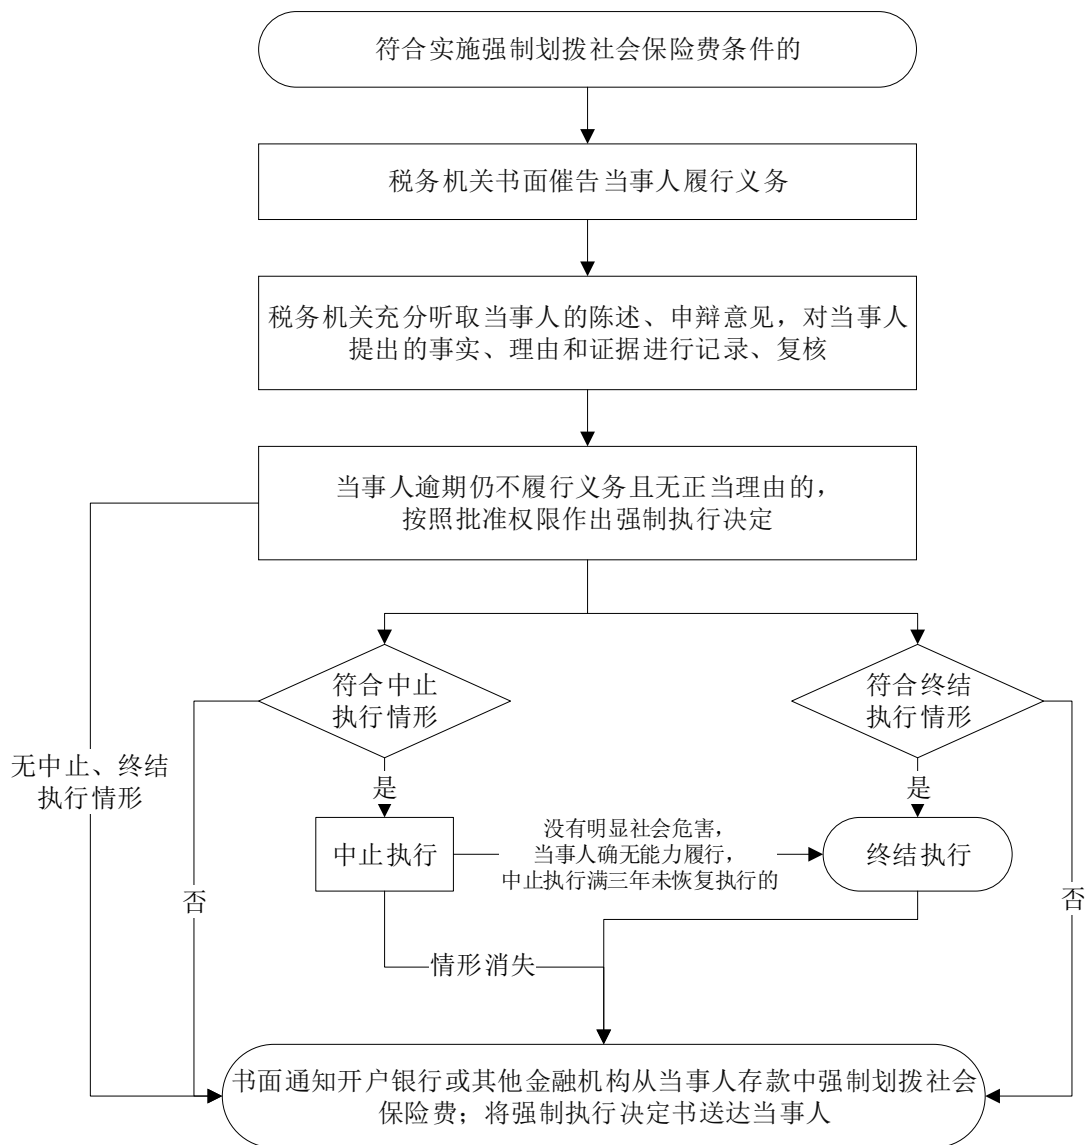 符合实施强制划拨社会保险费条件的
税务机关书面催告当事人履行义务
税务机关充分听取当事人的陈述、申辩意见，对当事人
提出的事实、理由和证据进行记录、复核
当事人逾期仍不履行义务且无正当理由的，
按照批准权限作出强制执行决定
符合中止
执行情形
符合终结
执行情形
无中止、终结
执行情形
是
是
中止执行
没有明显社会危害，
当事人确无能力履行，
中止执行满三年未恢复执行的
终结执行
否
否
情形消失
书面通知开户银行或其他金融机构从当事人存款中强制划拨社会
保险费；将强制执行决定书送达当事人